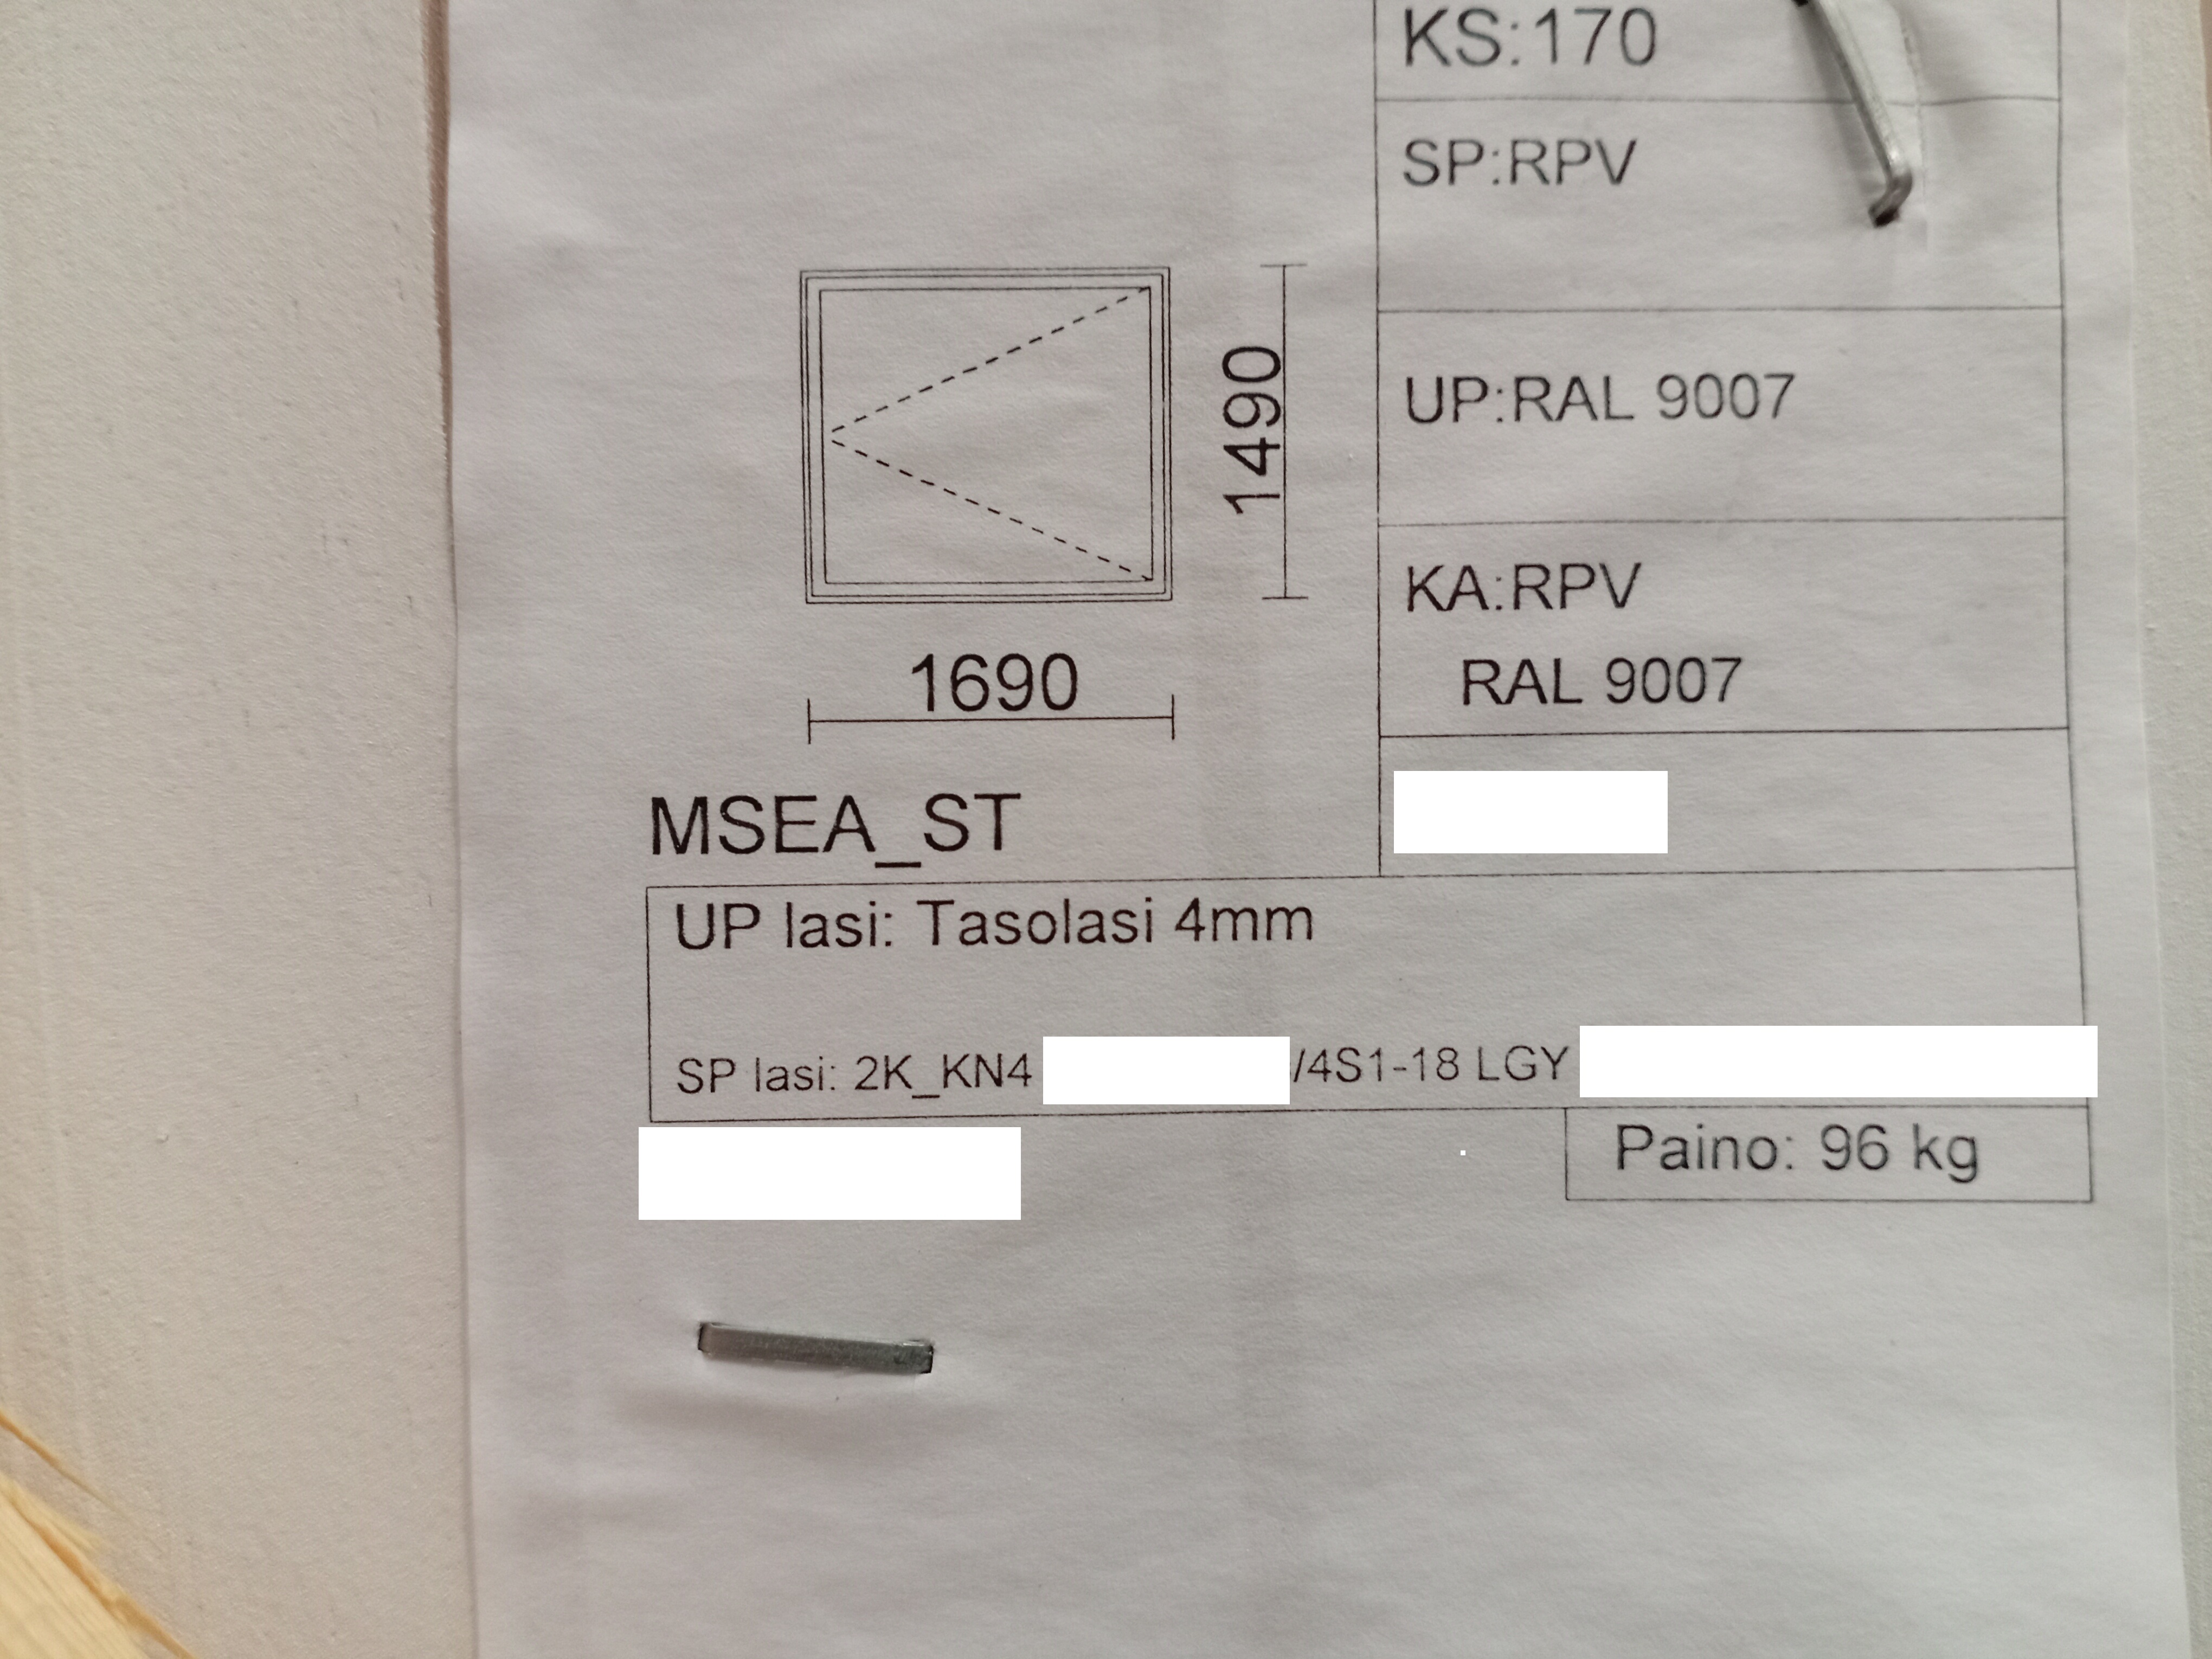 KS:170
SP:RPV
1490
UP:RAL 9007
KA:RPV
RAL 9007
1690
MSEA_ST
UP lasi: Tasolasi 4mm
SP lasi: 2K_KN4 /4S1-18 LGY
Paino: 96 kg